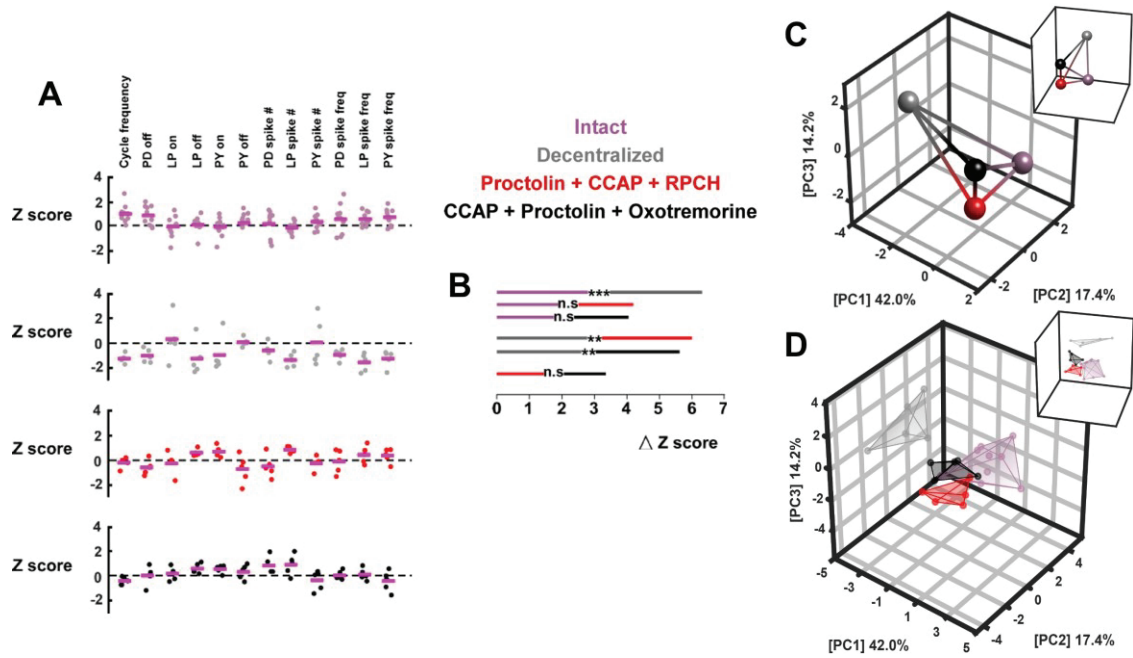 A
Cycle frequency
PD off
LP on
LP off
PY on
PY off
PD spike #
LP spike #
PY spike #
PD spike freq
LP spike freq
PY spike freq
Z score
4
2
0
-2
Z score
4
2
0
-2
Z score
4
2
0
-2
Z score
4
2
0
-2
Intact
Decentralized
Proctolin + CCAP + RPCH
CCAP + Proctolin + Oxotremorine
B
***
n.s
n.s
**
**
n.s
0 1 2 3 4 5 6 7
△ Z score
C
[PC3] 14.2%
2
0
-2
-4
-2
0
2
[PC1] 42.0%
-2
0
2
[PC2] 17.4%
D
[PC3] 14.2%
4
2
0
-2
-4
-5
-3
-1
1
3
5
[PC1] 42.0%
-4
-2
0
2
4
[PC2] 17.4%